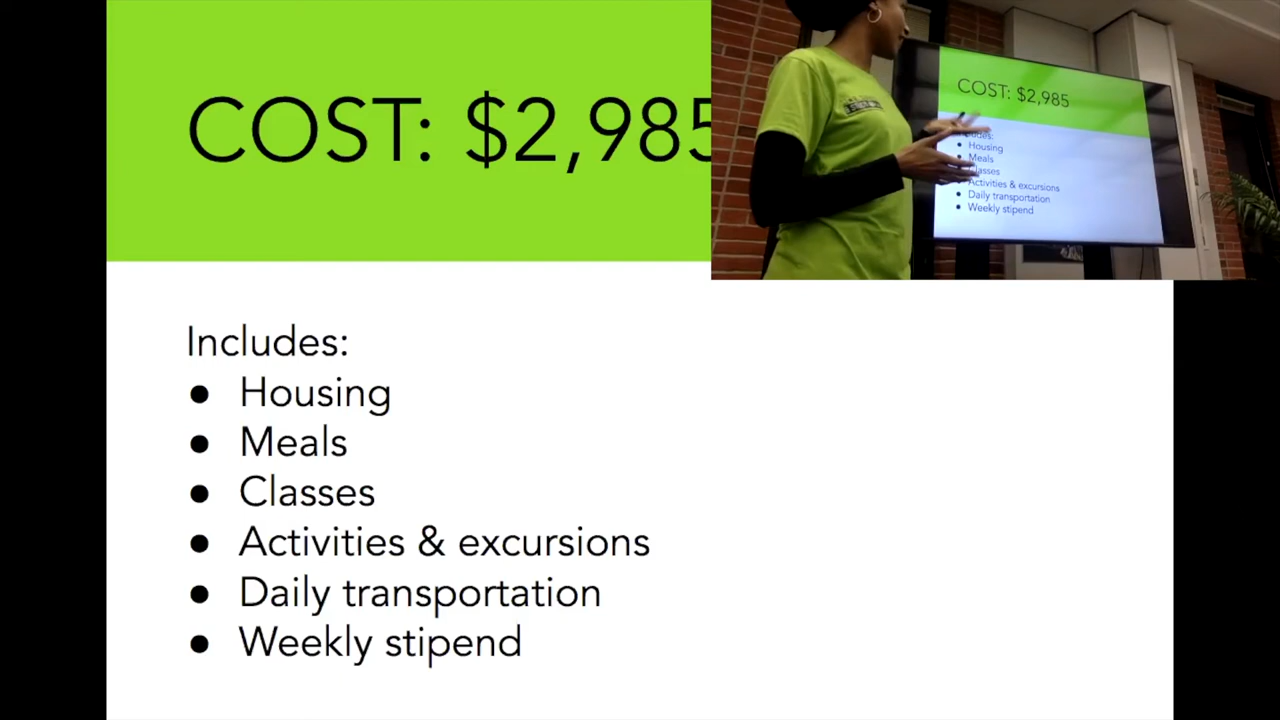 COST: $2,985
Includes:
● Housing
● Meals
● Classes
● Activities & excursions
● Daily transportation
● Weekly stipend
COST: $2,985
● Housing
● Meals
Classes
● Activities & excursions
● Daily transportation
● Weekly stipend